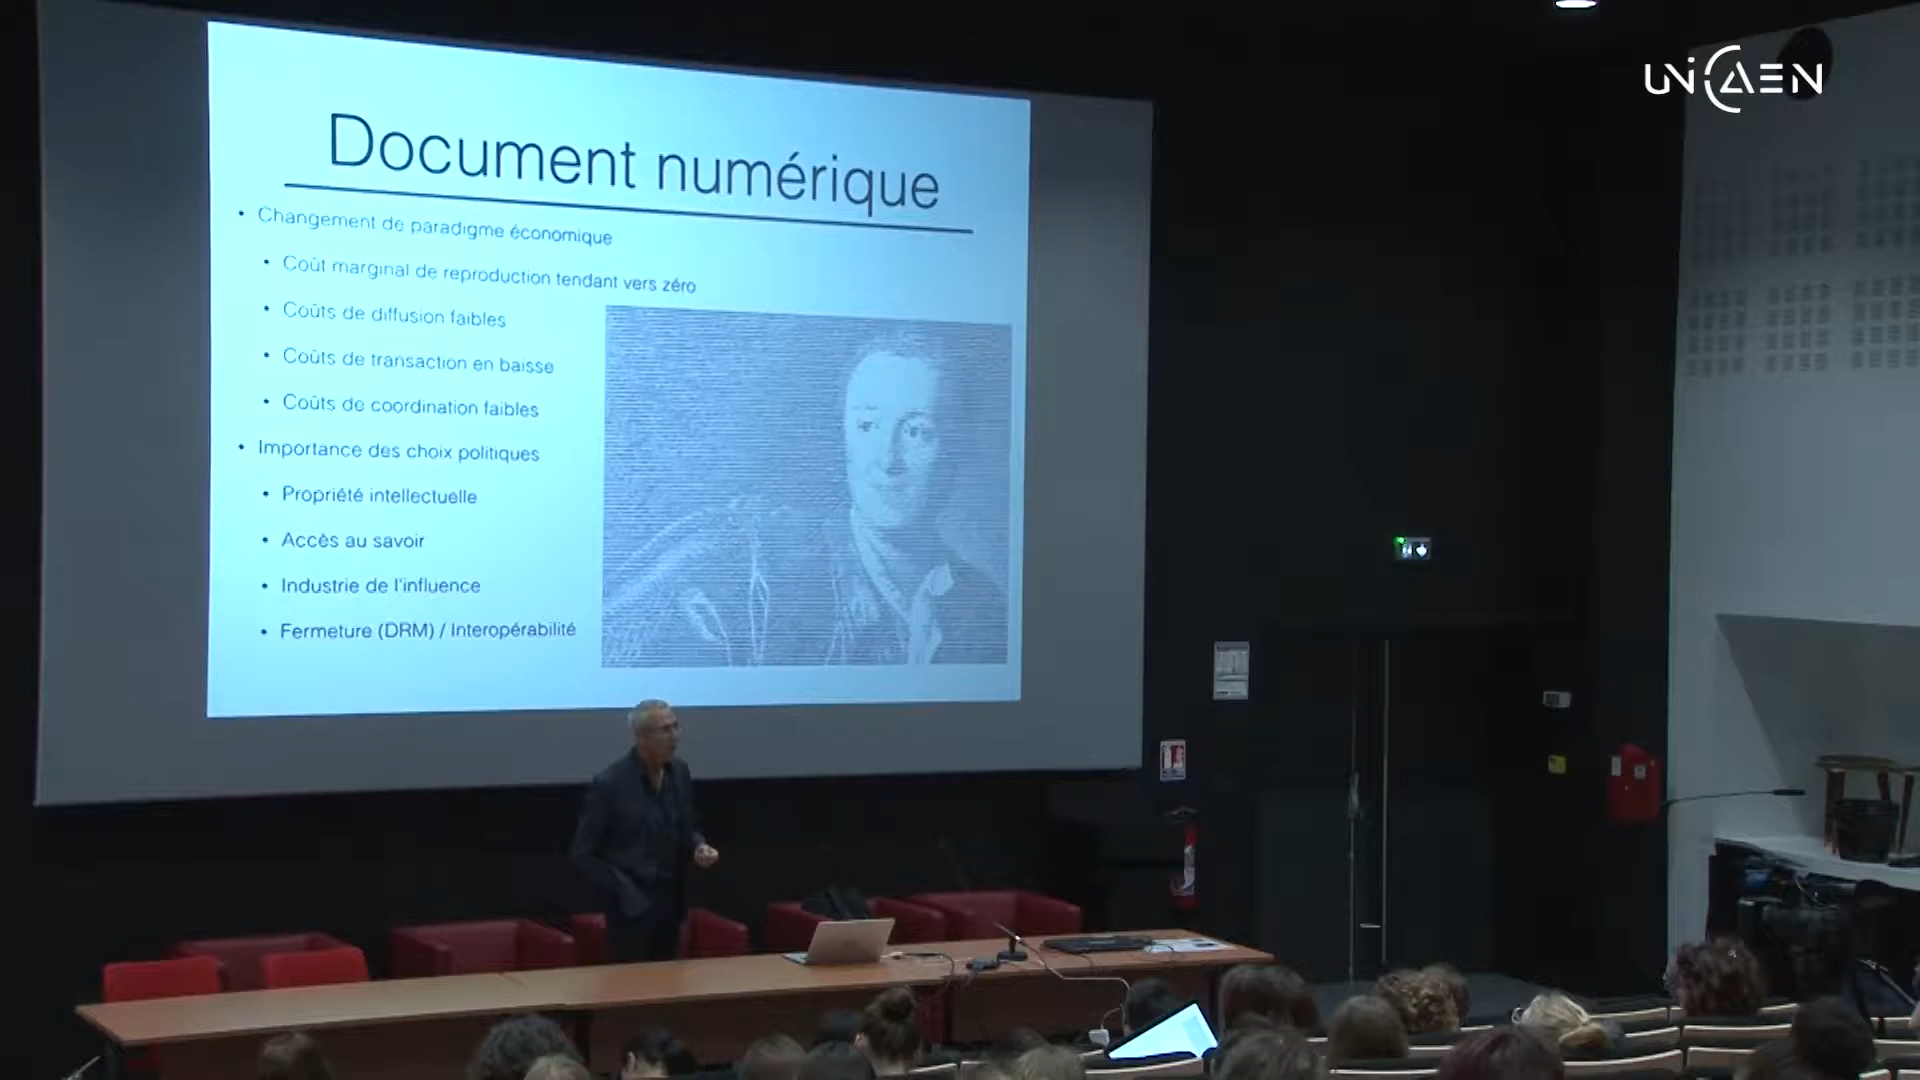 UNICAEN
Document numérique
• Changement de paradigme économique
• Coût marginal de reproduction tendant vers zéro
• Coûts de diffusion faibles
• Coûts de transaction en baisse
• Coûts de coordination faibles
• Importance des choix politiques
• Propriété intellectuelle
• Accès au savoir
• Industrie de l'influence
• Fermeture (DRM) / Interopérabilité